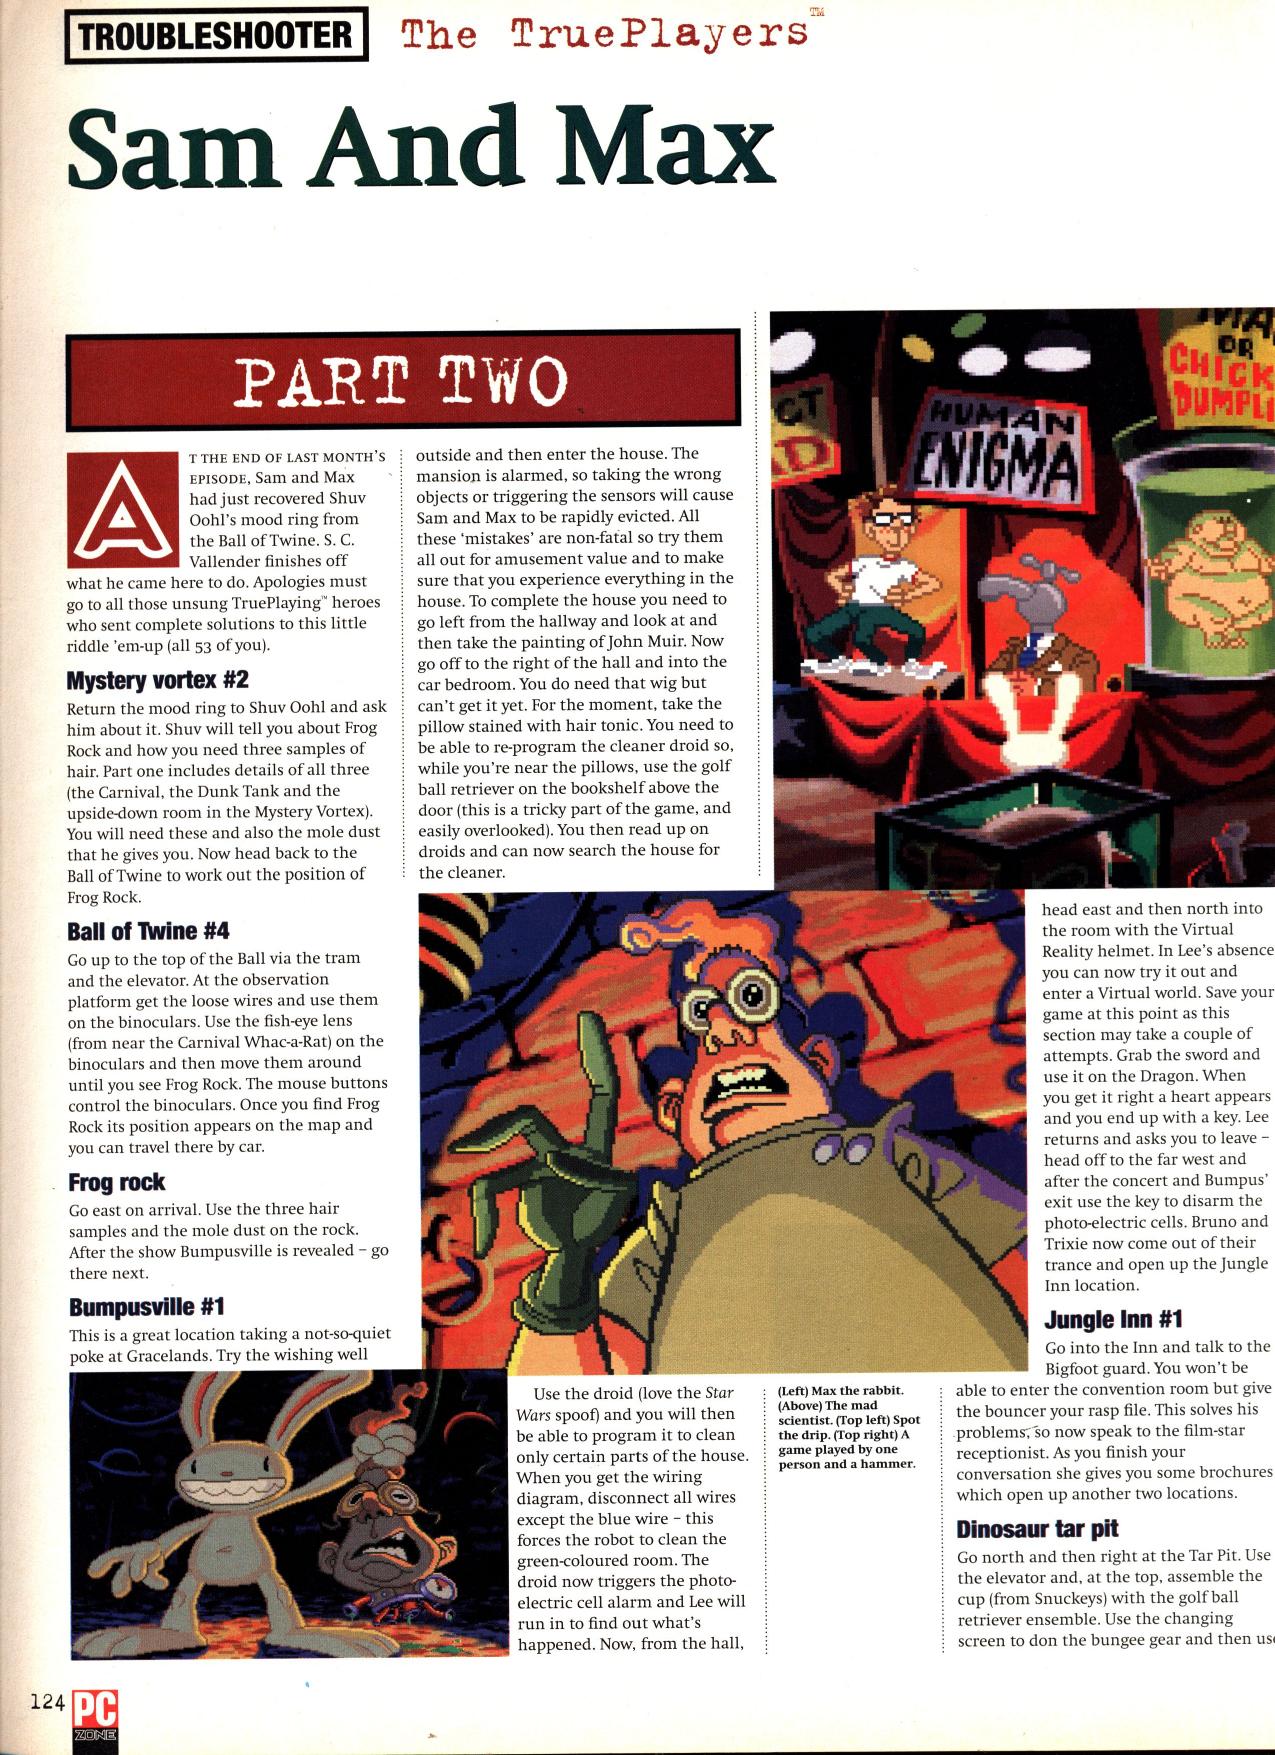 TROUBLESHOOTER
The TruePlayers™
Sam And Max
PART TWO
AT THE END OF LAST MONTH'S
EPISODE, Sam and Max
had just recovered Shuv
Oohl's mood ring from
the Ball of Twine. S. C.
Vallender finishes off
what he came here to do. Apologies must
go to all those unsung TruePlaying™ heroes
who sent complete solutions to this little
riddle 'em-up (all 53 of you).
Mystery vortex #2
Return the mood ring to Shuv Oohl and ask
him about it. Shuv will tell you about Frog
Rock and how you need three samples of
hair. Part one includes details of all three
(the Carnival, the Dunk Tank and the
upside-down room in the Mystery Vortex).
You will need these and also the mole dust
that he gives you. Now head back to the
Ball of Twine to work out the position of
Frog Rock.
Ball of Twine #4
Go up to the top of the Ball via the tram
and the elevator. At the observation
platform get the loose wires and use them
on the binoculars. Use the fish-eye lens
(from near the Carnival Whac-a-Rat) on the
binoculars and then move them around
until you see Frog Rock. The mouse buttons
control the binoculars. Once you find Frog
Rock its position appears on the map and
you can travel there by car.
Frog rock
Go east on arrival. Use the three hair
samples and the mole dust on the rock.
After the show Bumpusville is revealed – go
there next.
Bumpusville #1
This is a great location taking a not-so-quiet
poke at Gracelands. Try the wishing well
outside and then enter the house. The
mansion is alarmed, so taking the wrong
objects or triggering the sensors will cause
Sam and Max to be rapidly evicted. All
these 'mistakes' are non-fatal so try them
all out for amusement value and to make
sure that you experience everything in the
house. To complete the house you need to
go left from the hallway and look at and
then take the painting of John Muir. Now
go off to the right of the hall and into the
car bedroom. You do need that wig but
can't get it yet. For the moment, take the
pillow stained with hair tonic. You need to
be able to re-program the cleaner droid so,
while you're near the pillows, use the golf
ball retriever on the bookshelf above the
door (this is a tricky part of the game, and
easily overlooked). You then read up on
droids and can now search the house for
the cleaner.
Use the droid (love the Star
Wars spoof) and you will then
be able to program it to clean
only certain parts of the house.
When you get the wiring
diagram, disconnect all wires
except the blue wire – this
forces the robot to clean the
green-coloured room. The
droid now triggers the photo-
electric cell alarm and Lee will
run in to find out what's
happened. Now, from the hall,
HUMAN
ENIGMA
OR
CHICK
DUMPLI
(Left) Max the rabbit.
(Above) The mad
scientist. (Top left) Spot
the drip. (Top right) A
game played by one
person and a hammer.
head east and then north into
the room with the Virtual
Reality helmet. In Lee's absence
you can now try it out and
enter a Virtual world. Save your
game at this point as this
section may take a couple of
attempts. Grab the sword and
use it on the Dragon. When
you get it right a heart appears
and you end up with a key. Lee
returns and asks you to leave –
head off to the far west and
after the concert and Bumpus'
exit use the key to disarm the
photo-electric cells. Bruno and
Trixie now come out of their
trance and open up the Jungle
Inn location.
Jungle Inn #1
Go into the Inn and talk to the
Bigfoot guard. You won't be
able to enter the convention room but give
the bouncer your rasp file. This solves his
problems, so now speak to the film-star
receptionist. As you finish your
conversation she gives you some brochures
which open up another two locations.
Dinosaur tar pit
Go north and then right at the Tar Pit. Use
the elevator and, at the top, assemble the
cup (from Snuckeys) with the golf ball
retriever ensemble. Use the changing
screen to don the bungee gear and then use
124
PC
ZONE